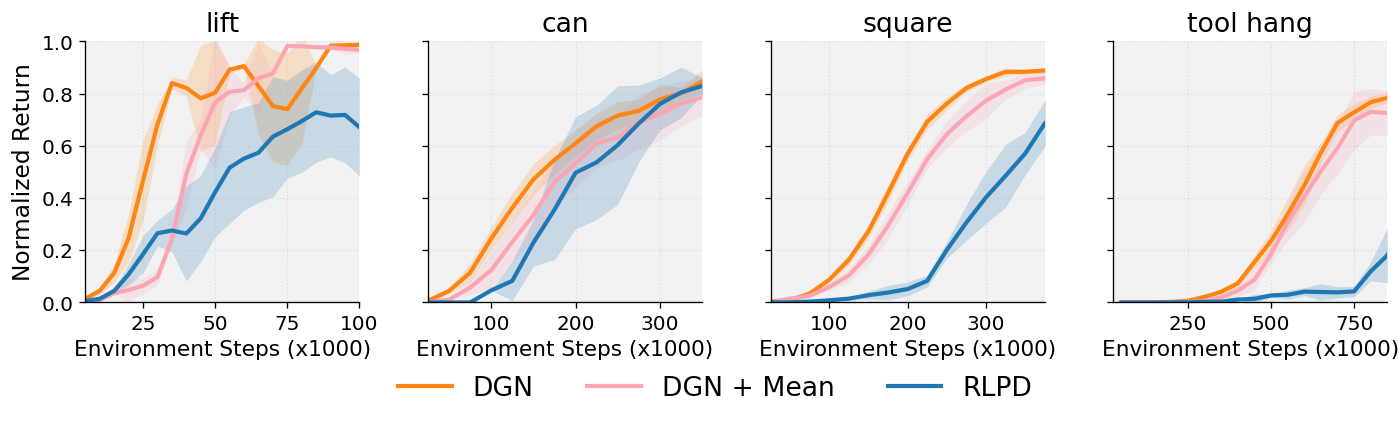 lift can square tool hang
Normalized Return
1.0
0.8
0.6
0.4
0.2
0.0
25 50 75 100 100 200 300 100 200 300 250 500 750
Environment Steps (x1000) Environment Steps (x1000) Environment Steps (x1000) Environment Steps (x1000)
DGN DGN + Mean RLPD